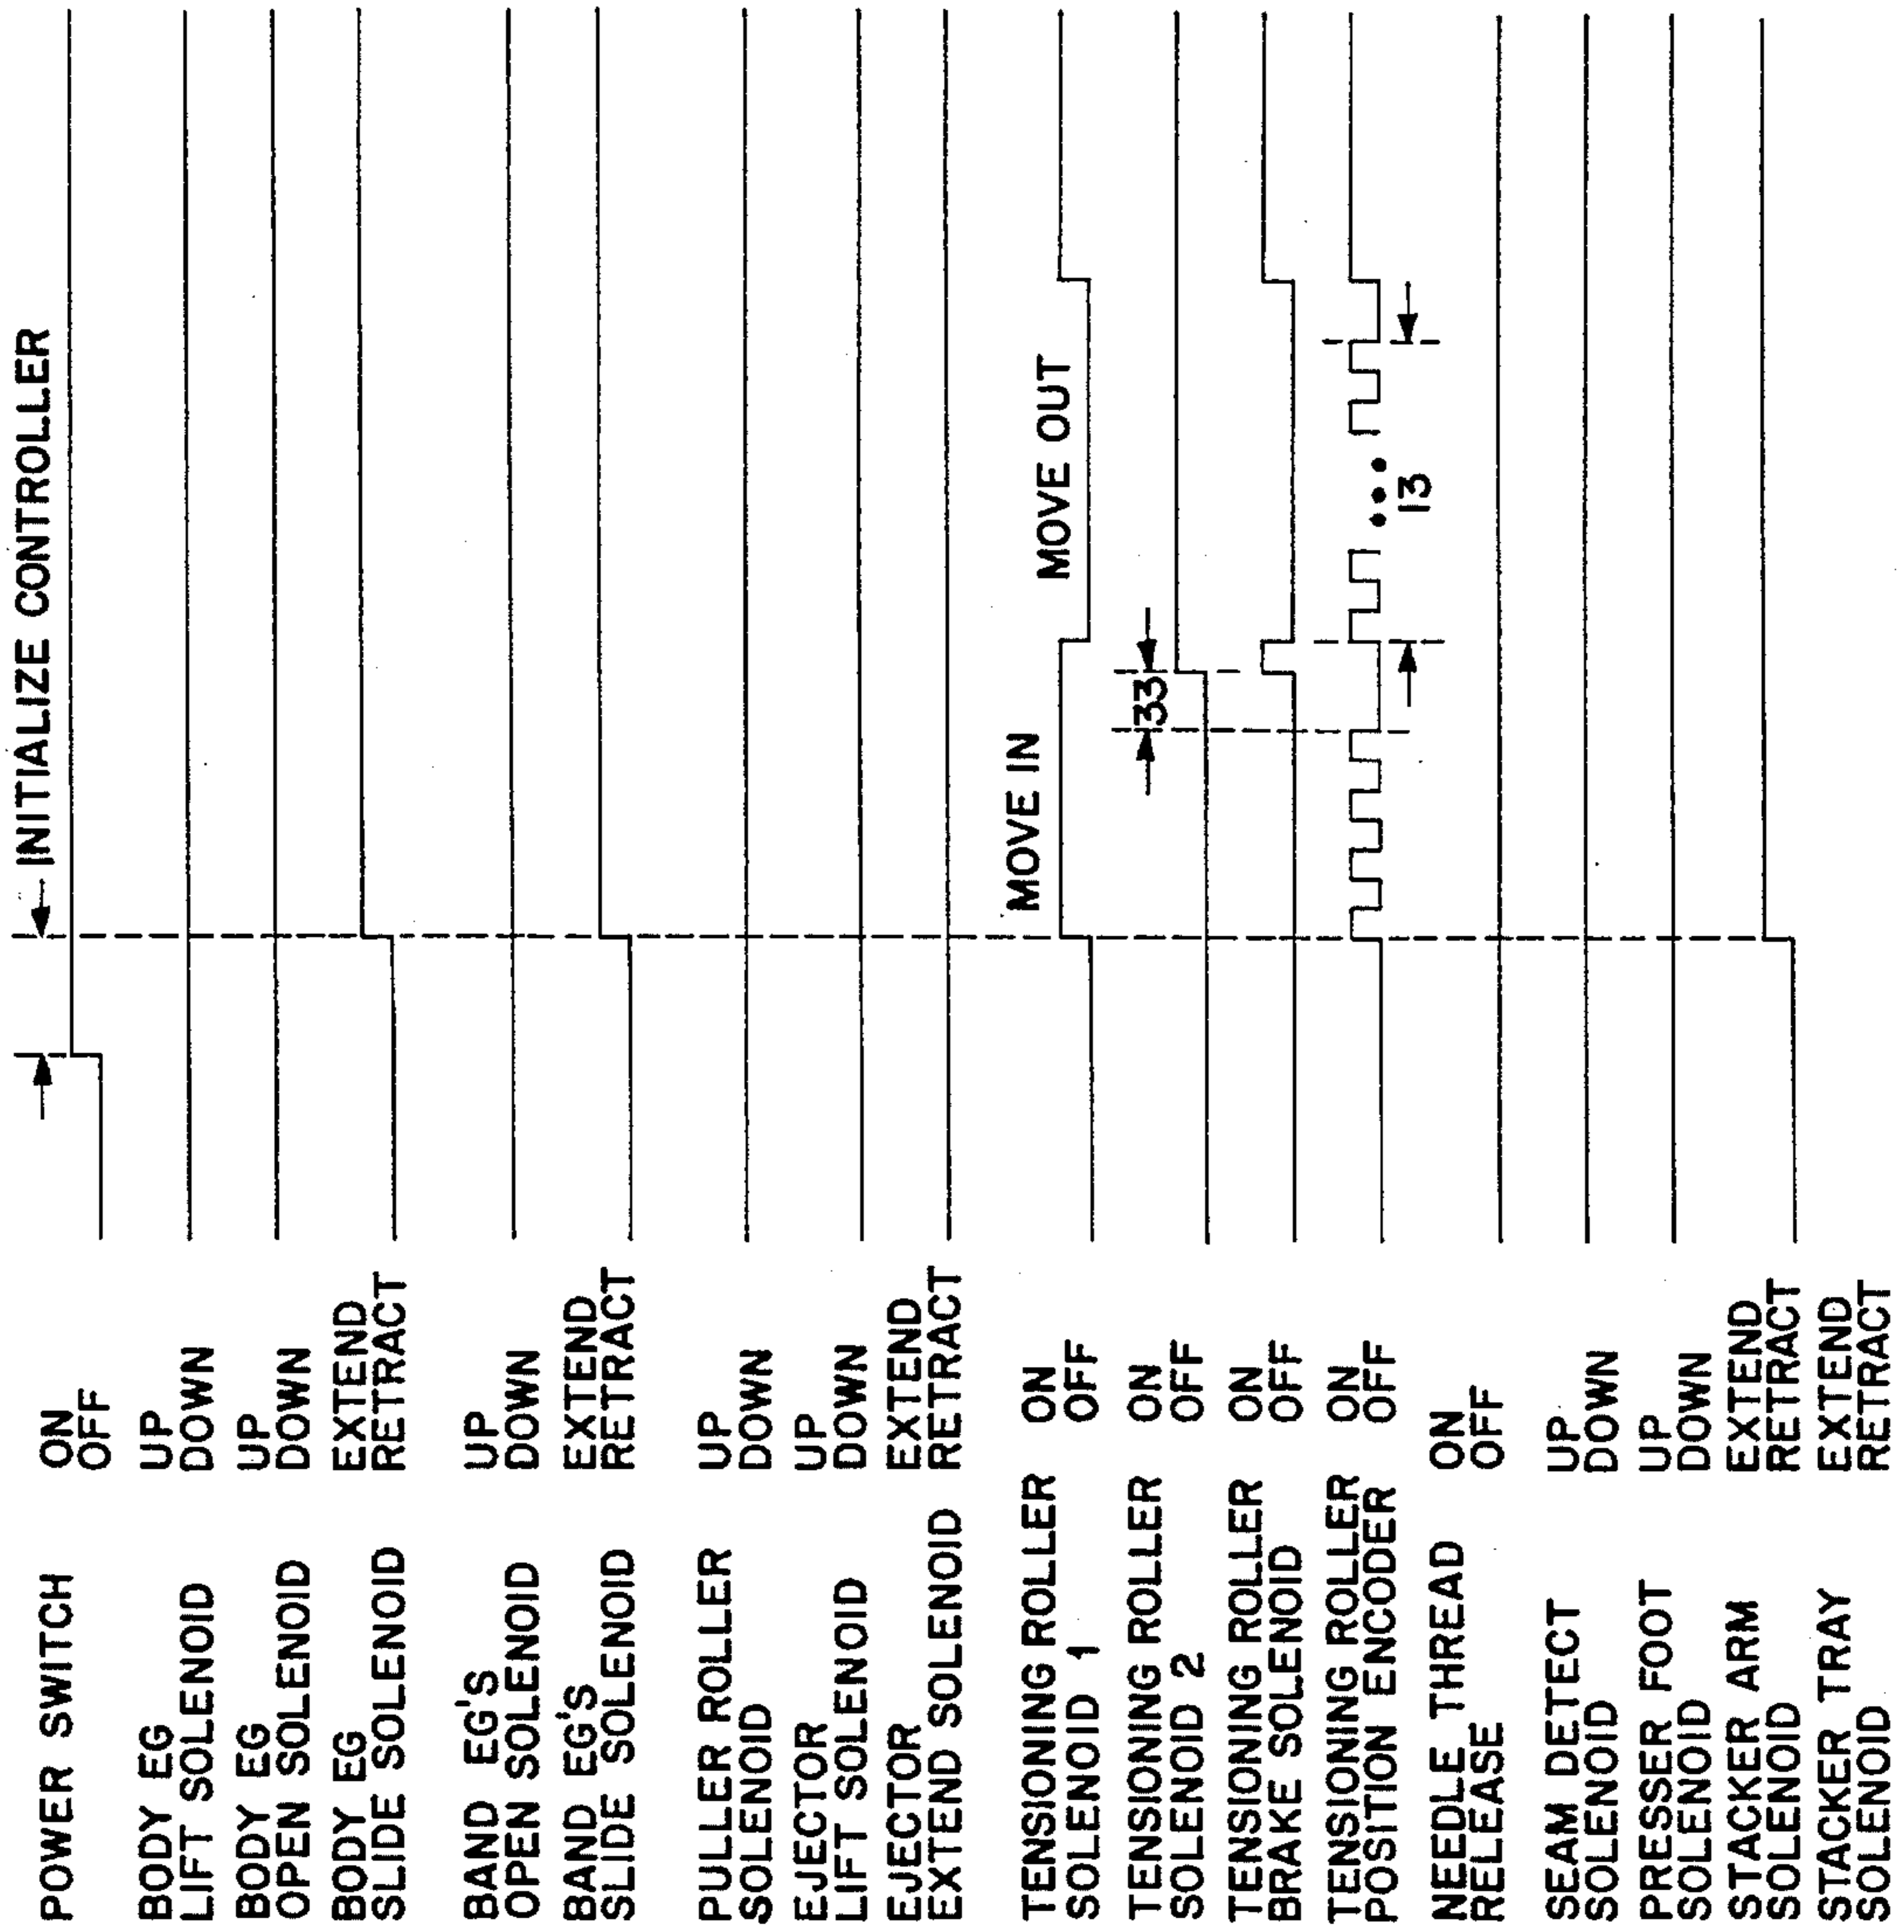 INITIALIZE CONTROLLER
POWER SWITCH
ON
OFF
BODY EG
LIFT SOLENOID
UP
DOWN
BODY EG
OPEN SOLENOID
UP
DOWN
BODY EG
SLIDE SOLENOID
EXTEND
RETRACT
BAND EG'S
OPEN SOLENOID
UP
DOWN
BAND EG'S
SLIDE SOLENOID
EXTEND
RETRACT
PULLER ROLLER
SOLENOID
UP
DOWN
EJECTOR
LIFT SOLENOID
UP
DOWN
EJECTOR
EXTEND SOLENOID
EXTEND
RETRACT
MOVE IN
MOVE OUT
TENSIONING ROLLER
SOLENOID 1
ON
OFF
TENSIONING ROLLER
SOLENOID 2
ON
OFF
33
TENSIONING ROLLER
BRAKE SOLENOID
ON
OFF
TENSIONING ROLLER
POSITION ENCODER
ON
OFF
13
NEEDLE THREAD
RELEASE
ON
OFF
SEAM DETECT
SOLENOID
UP
DOWN
PRESSER FOOT
SOLENOID
UP
DOWN
STACKER ARM
SOLENOID
EXTEND
RETRACT
STACKER TRAY
SOLENOID
EXTEND
RETRACT